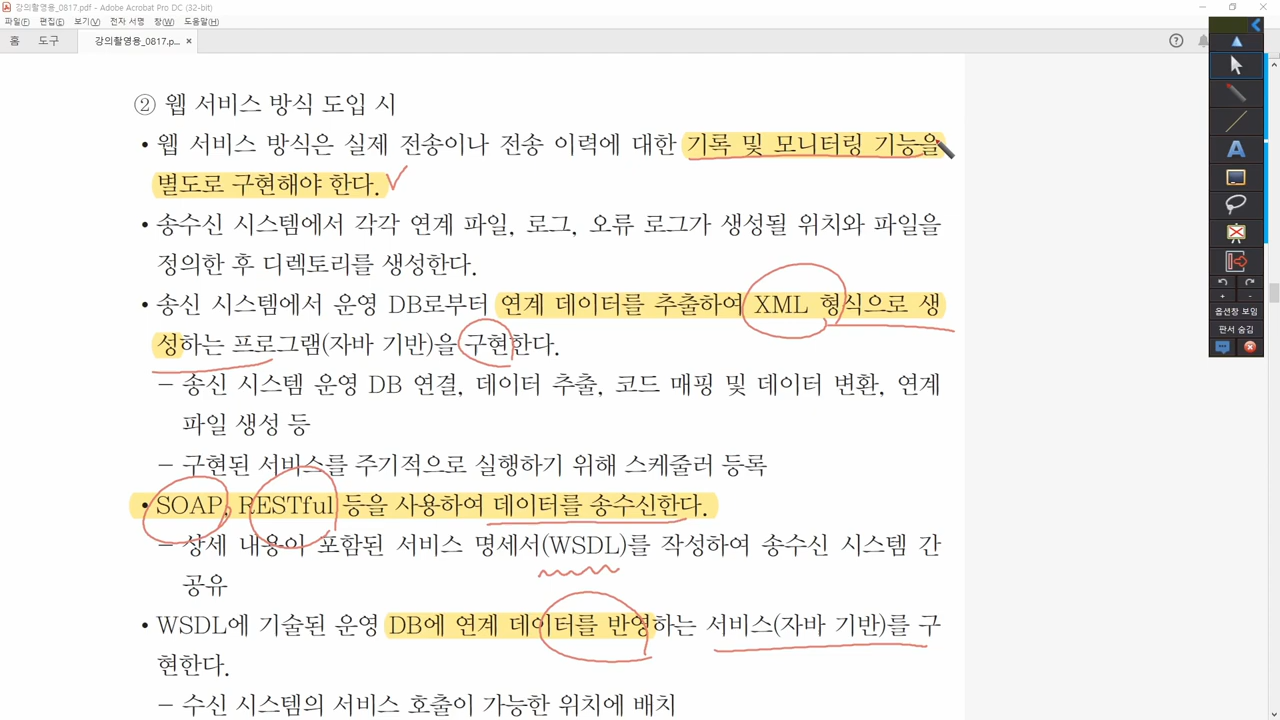 강의촬영용_0817.pdf - Adobe Acrobat Pro DC (32-bit)
파일(F) 편집(E) 보기(V) 전자 서명 창(W) 도움말(H)
홈 도구 강의촬영용_0817.p... ×
② 웹 서비스 방식 도입 시
• 웹 서비스 방식은 실제 전송이나 전송 이력에 대한 기록 및 모니터링 기능을
별도로 구현해야 한다.
• 송수신 시스템에서 각각 연계 파일, 로그, 오류 로그가 생성될 위치와 파일을
정의한 후 디렉토리를 생성한다.
• 송신 시스템에서 운영 DB로부터 연계 데이터를 추출하여 XML 형식으로 생
성하는 프로그램(자바 기반)을 구현한다.
– 송신 시스템 운영 DB 연결, 데이터 추출, 코드 매핑 및 데이터 변환, 연계
파일 생성 등
– 구현된 서비스를 주기적으로 실행하기 위해 스케줄러 등록
• SOAP, RESTful 등을 사용하여 데이터를 송수신한다.
– 상세 내용이 포함된 서비스 명세서(WSDL)를 작성하여 송수신 시스템 간
공유
• WSDL에 기술된 운영 DB에 연계 데이터를 반영하는 서비스(자바 기반)를 구
현한다.
– 수신 시스템의 서비스 호출이 가능한 위치에 배치
A
옵션창 보임
판서 숨김